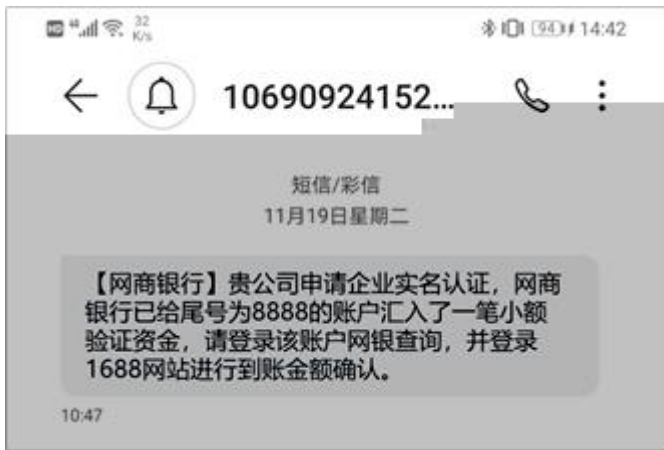 HD 4G 32 K/s 94 14:42
10690924152...
短信/彩信
11月19日星期二
【网商银行】贵公司申请企业实名认证，网商
银行已给尾号为8888的账户汇入了一笔小额
验证资金，请登录该账户网银查询，并登录
1688网站进行到账金额确认。
10:47